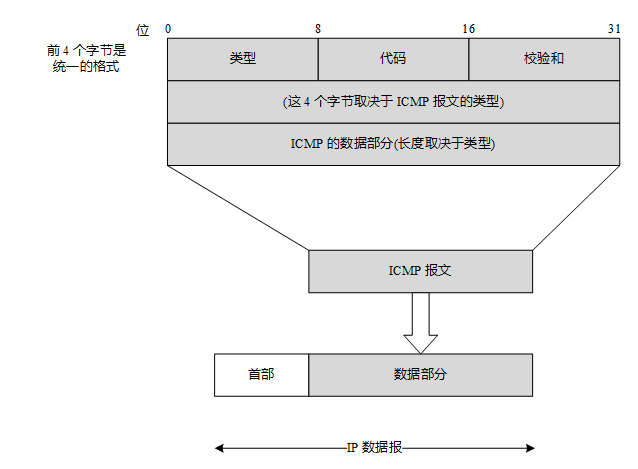 位 0 8 16 31
前 4 个字节是
统一的格式
类型 代码 校验和
(这 4 个字节取决于 ICMP 报文的类型)
ICMP 的数据部分(长度取决于类型)
ICMP 报文
首部 数据部分
IP 数据报